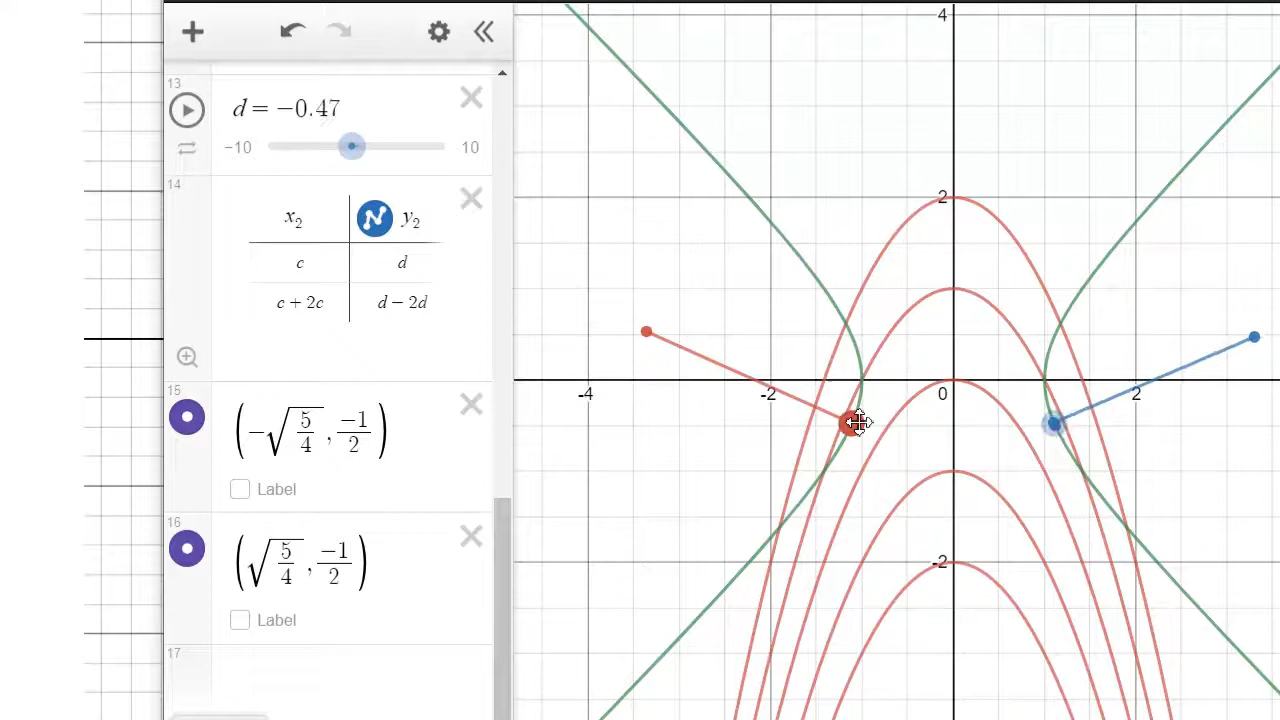 13
d = −0.47
−10 10
14
x₂ y₂
c d
c + 2c d − 2d
15
(−√(5/4), −1/2)
Label
16
(√(5/4), −1/2)
Label
17
4
2
-4 -2 0 2
-2